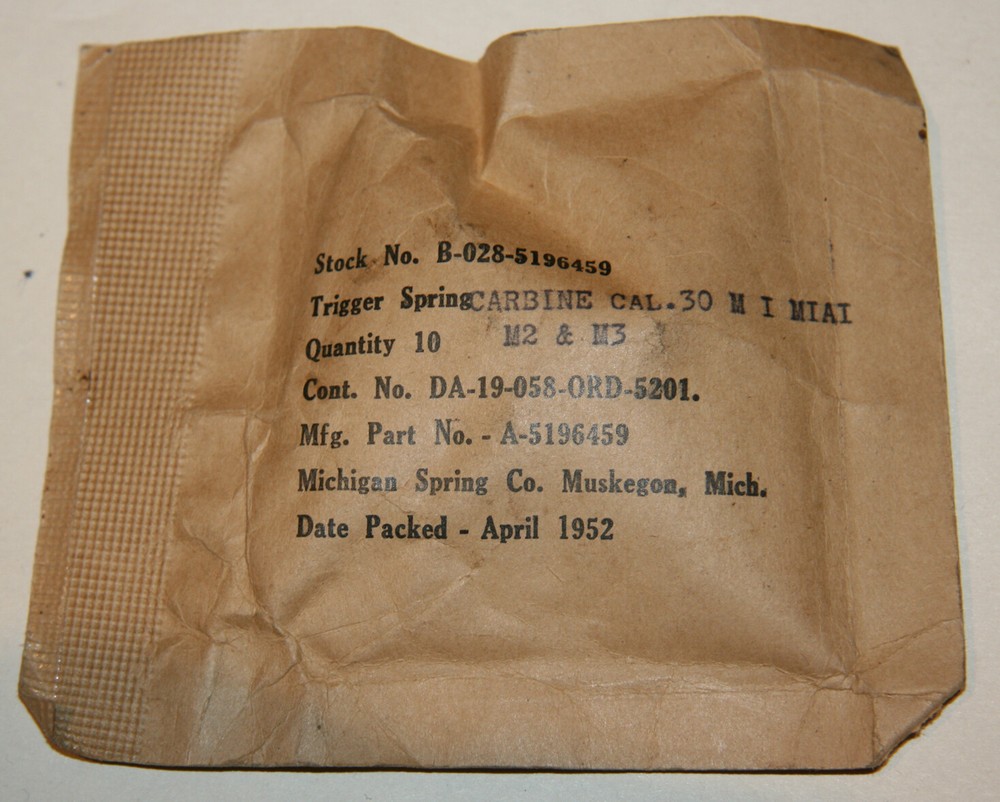 Stock No. B-028-5196459
Trigger Spring CARBINE CAL.30 M I MIAI
Quantity 10 M2 & M3
Cont. No. DA-19-058-ORD-5201.
Mfg. Part No. - A-5196459
Michigan Spring Co. Muskegon, Mich.
Date Packed - April 1952